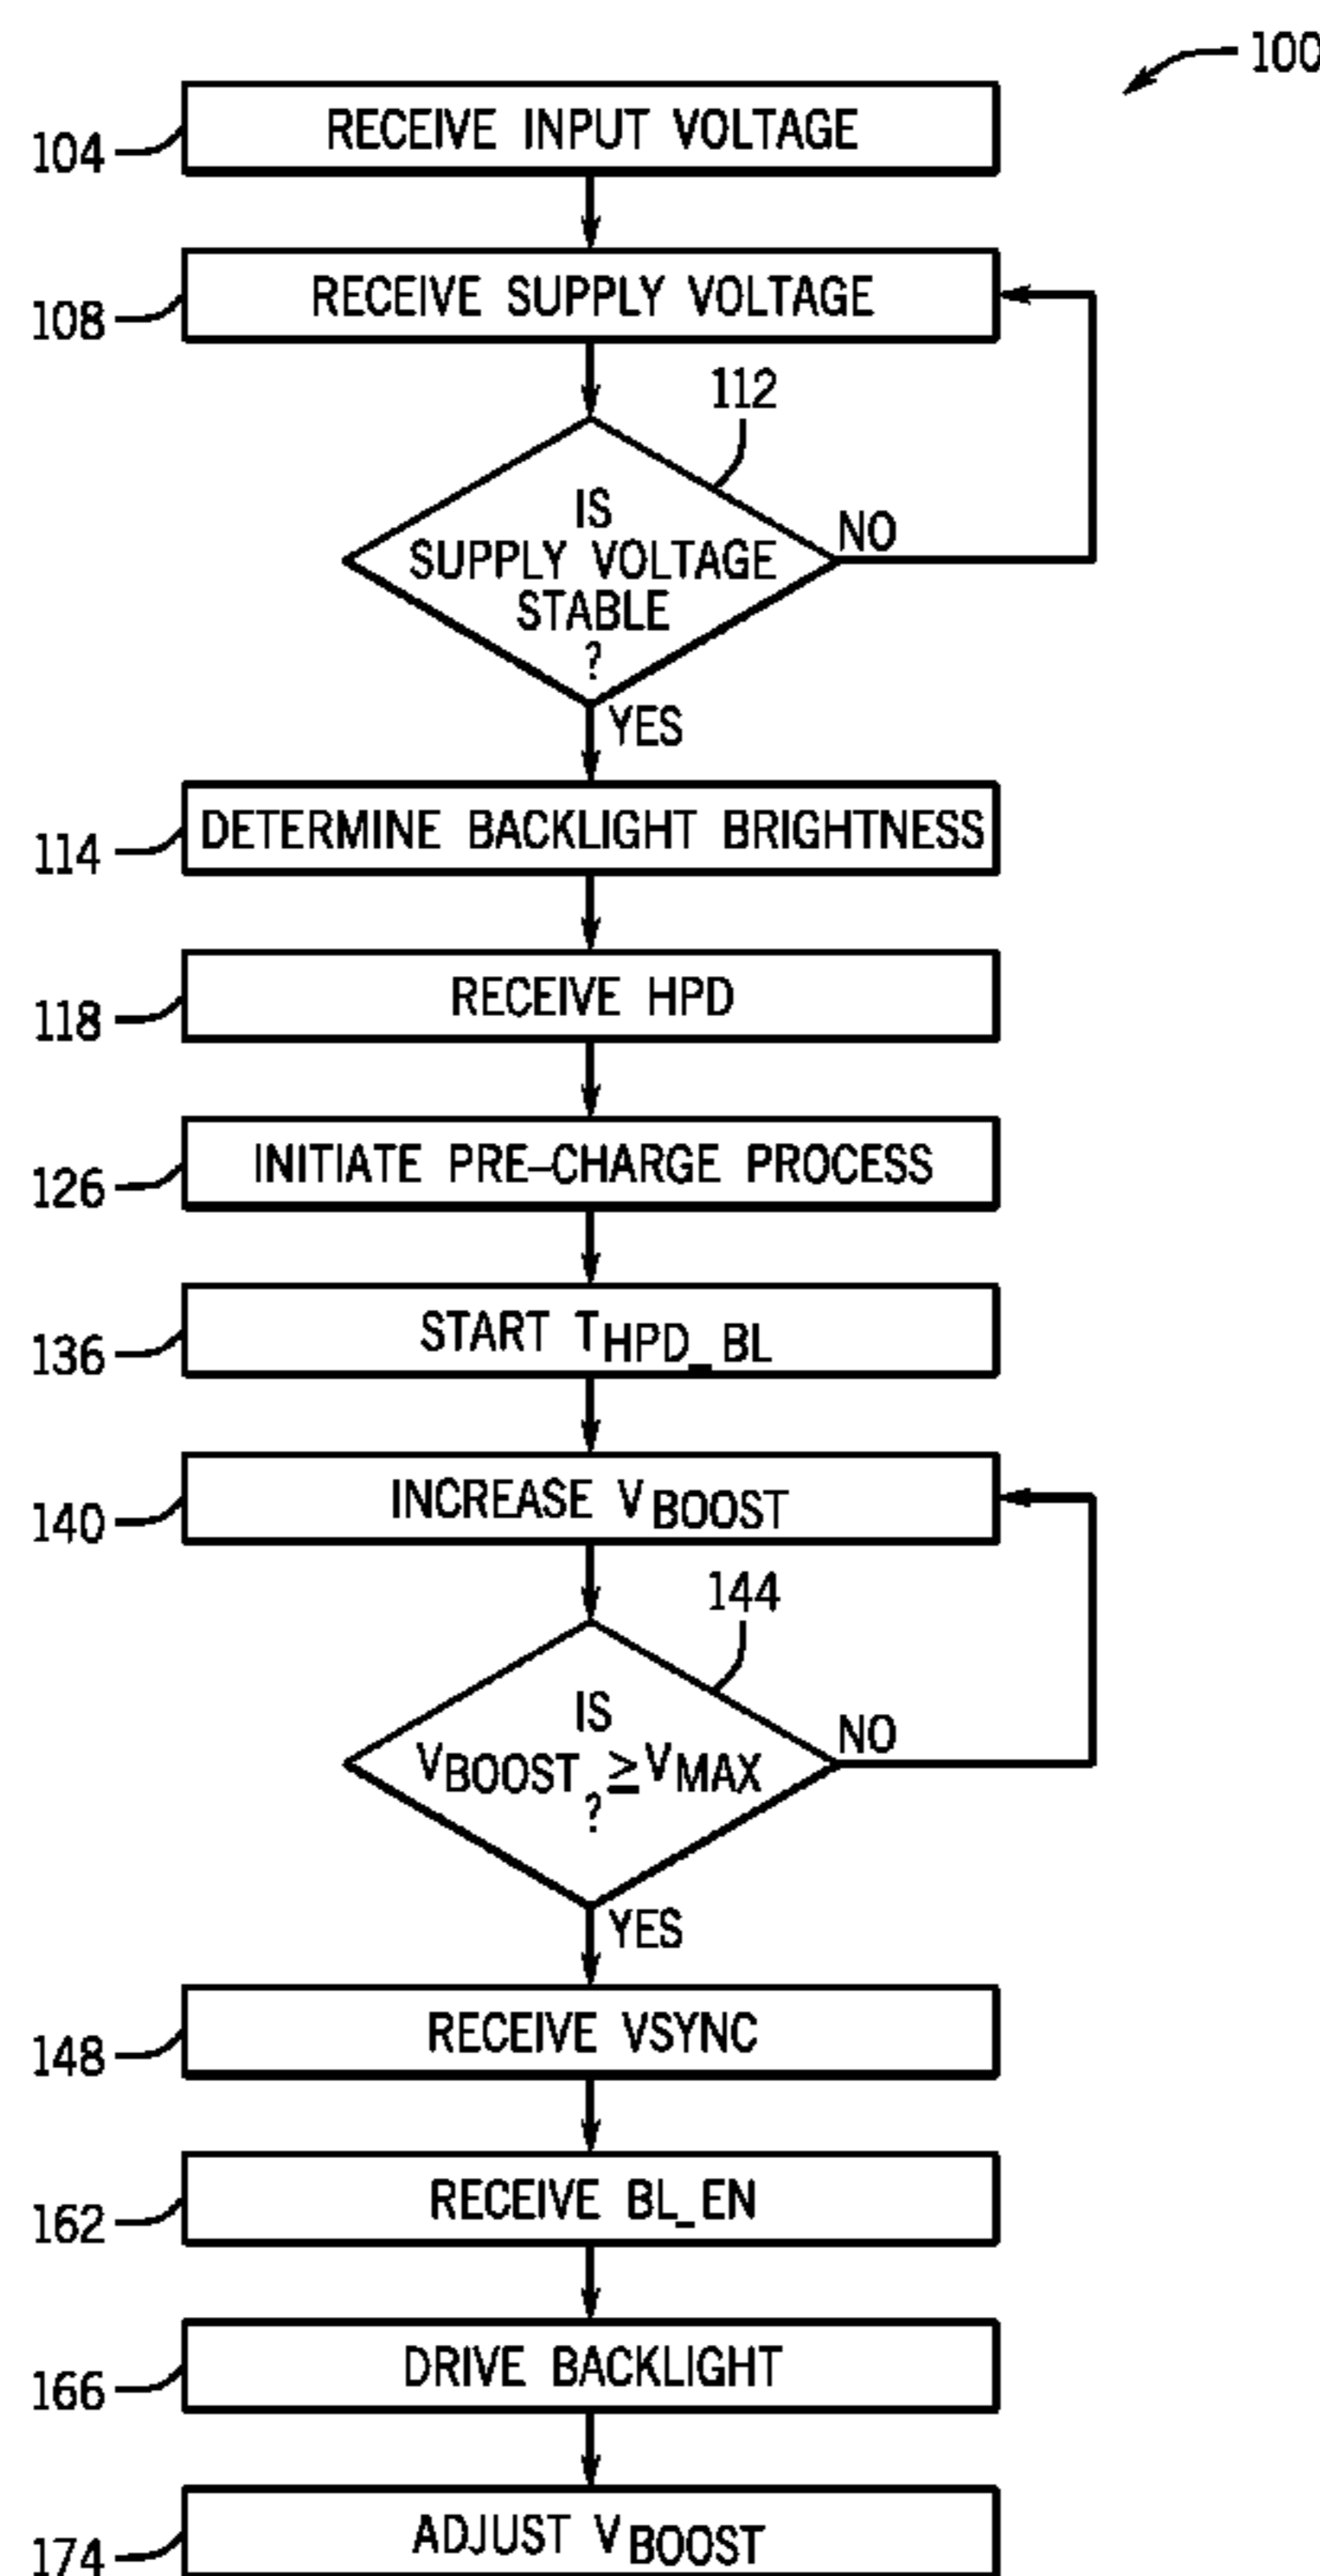 100
104
RECEIVE INPUT VOLTAGE
108
RECEIVE SUPPLY VOLTAGE
112
IS
SUPPLY VOLTAGE
STABLE
?
NO
YES
114
DETERMINE BACKLIGHT BRIGHTNESS
118
RECEIVE HPD
126
INITIATE PRE-CHARGE PROCESS
136
START THPD_BL
140
INCREASE VBOOST
144
IS
VBOOST ≥ VMAX
?
NO
YES
148
RECEIVE VSYNC
162
RECEIVE BL_EN
166
DRIVE BACKLIGHT
174
ADJUST VBOOST